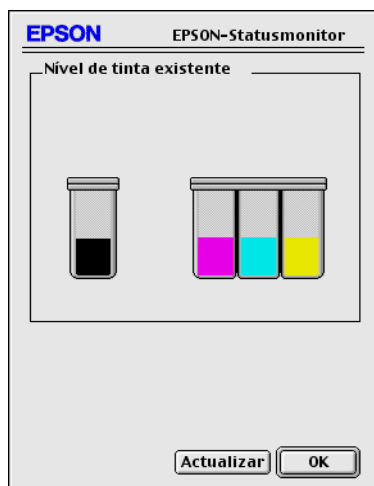 EPSON EPSON-Statusmonitor
Nível de tinta existente
Actualizar OK